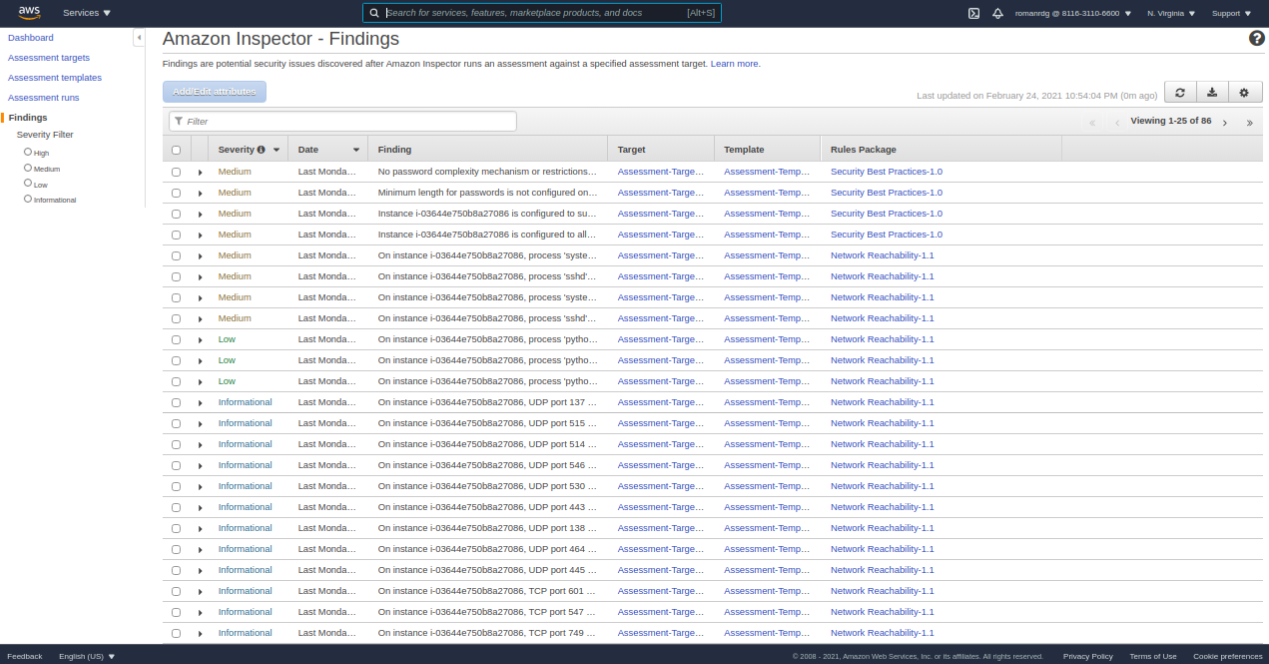 aws Services Search for services, features, marketplace products, and docs [Alt+S] romanrdg @ 8116-3110-6600 N. Virginia Support
Dashboard
Assessment targets
Assessment templates
Assessment runs
Findings
Severity Filter
High
Medium
Low
Informational
Amazon Inspector - Findings
Findings are potential security issues discovered after Amazon Inspector runs an assessment against a specified assessment target. Learn more.
Add/Edit attributes
Last updated on February 24, 2021 10:54:04 PM (0m ago)
Filter
Viewing 1-25 of 86
Severity Date Finding Target Template Rules Package
Medium Last Monda... No password complexity mechanism or restrictions... Assessment-Targe... Assessment-Temp... Security Best Practices-1.0
Medium Last Monda... Minimum length for passwords is not configured on... Assessment-Targe... Assessment-Temp... Security Best Practices-1.0
Medium Last Monda... Instance i-03644e750b8a27086 is configured to su... Assessment-Targe... Assessment-Temp... Security Best Practices-1.0
Medium Last Monda... Instance i-03644e750b8a27086 is configured to all... Assessment-Targe... Assessment-Temp... Security Best Practices-1.0
Medium Last Monda... On instance i-03644e750b8a27086, process 'syste... Assessment-Targe... Assessment-Temp... Network Reachability-1.1
Medium Last Monda... On instance i-03644e750b8a27086, process 'sshd'... Assessment-Targe... Assessment-Temp... Network Reachability-1.1
Medium Last Monda... On instance i-03644e750b8a27086, process 'syste... Assessment-Targe... Assessment-Temp... Network Reachability-1.1
Medium Last Monda... On instance i-03644e750b8a27086, process 'sshd'... Assessment-Targe... Assessment-Temp... Network Reachability-1.1
Low Last Monda... On instance i-03644e750b8a27086, process 'pytho... Assessment-Targe... Assessment-Temp... Network Reachability-1.1
Low Last Monda... On instance i-03644e750b8a27086, process 'pytho... Assessment-Targe... Assessment-Temp... Network Reachability-1.1
Low Last Monda... On instance i-03644e750b8a27086, process 'pytho... Assessment-Targe... Assessment-Temp... Network Reachability-1.1
Informational Last Monda... On instance i-03644e750b8a27086, UDP port 137 ... Assessment-Targe... Assessment-Temp... Network Reachability-1.1
Informational Last Monda... On instance i-03644e750b8a27086, UDP port 515 ... Assessment-Targe... Assessment-Temp... Network Reachability-1.1
Informational Last Monda... On instance i-03644e750b8a27086, UDP port 514 ... Assessment-Targe... Assessment-Temp... Network Reachability-1.1
Informational Last Monda... On instance i-03644e750b8a27086, UDP port 546 ... Assessment-Targe... Assessment-Temp... Network Reachability-1.1
Informational Last Monda... On instance i-03644e750b8a27086, UDP port 530 ... Assessment-Targe... Assessment-Temp... Network Reachability-1.1
Informational Last Monda... On instance i-03644e750b8a27086, UDP port 443 ... Assessment-Targe... Assessment-Temp... Network Reachability-1.1
Informational Last Monda... On instance i-03644e750b8a27086, UDP port 138 ... Assessment-Targe... Assessment-Temp... Network Reachability-1.1
Informational Last Monda... On instance i-03644e750b8a27086, UDP port 464 ... Assessment-Targe... Assessment-Temp... Network Reachability-1.1
Informational Last Monda... On instance i-03644e750b8a27086, UDP port 445 ... Assessment-Targe... Assessment-Temp... Network Reachability-1.1
Informational Last Monda... On instance i-03644e750b8a27086, TCP port 601 ... Assessment-Targe... Assessment-Temp... Network Reachability-1.1
Informational Last Monda... On instance i-03644e750b8a27086, TCP port 547 ... Assessment-Targe... Assessment-Temp... Network Reachability-1.1
Informational Last Monda... On instance i-03644e750b8a27086, TCP port 749 ... Assessment-Targe... Assessment-Temp... Network Reachability-1.1
Feedback English (US) © 2008 - 2021, Amazon Web Services, Inc. or its affiliates. All rights reserved. Privacy Policy Terms of Use Cookie preferences